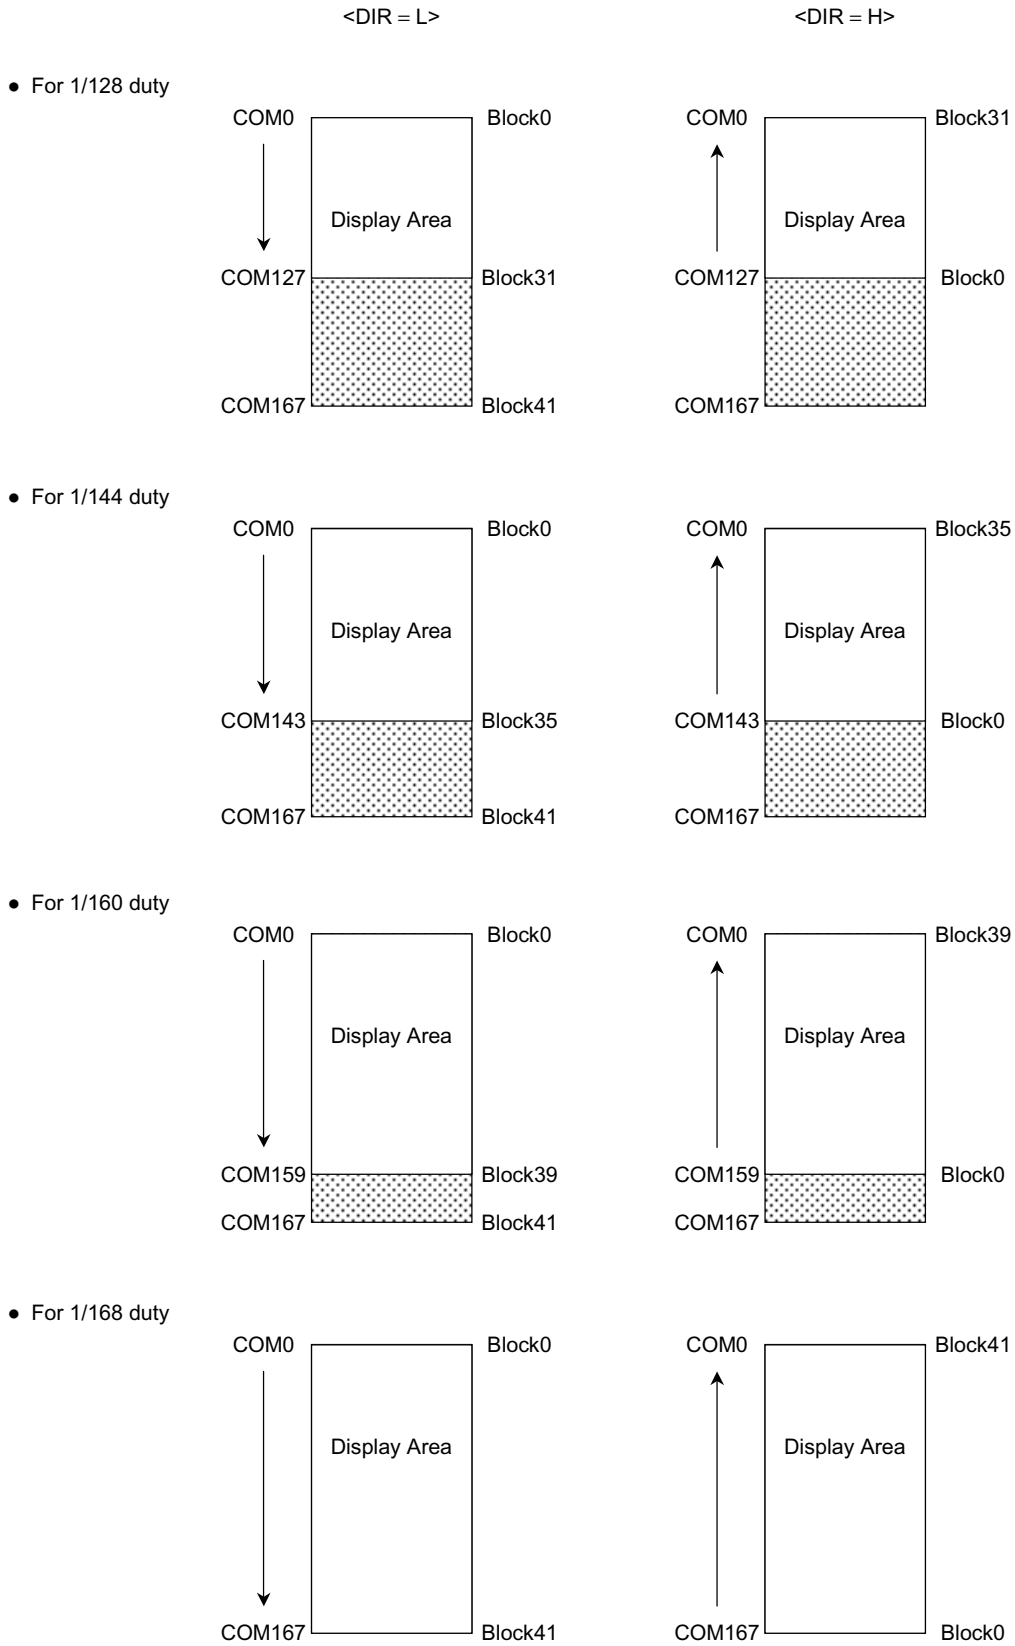 <DIR = L> <DIR = H>
● For 1/128 duty
COM0 Block0 COM0 Block31
Display Area Display Area
COM127 Block31 COM127 Block0
COM167 Block41 COM167
● For 1/144 duty
COM0 Block0 COM0 Block35
Display Area Display Area
COM143 Block35 COM143 Block0
COM167 Block41 COM167
● For 1/160 duty
COM0 Block0 COM0 Block39
Display Area Display Area
COM159 Block39 COM159 Block0
COM167 Block41 COM167
● For 1/168 duty
COM0 Block0 COM0 Block41
Display Area Display Area
COM167 Block41 COM167 Block0